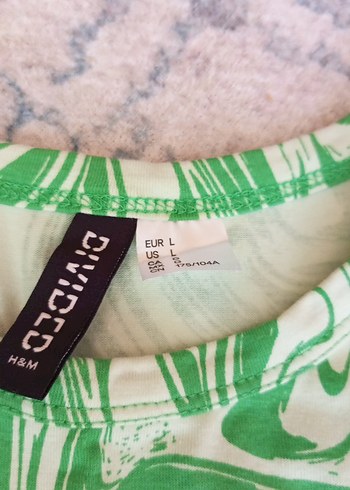 DIVIDED
H&M
EUR L
US L
175/104A